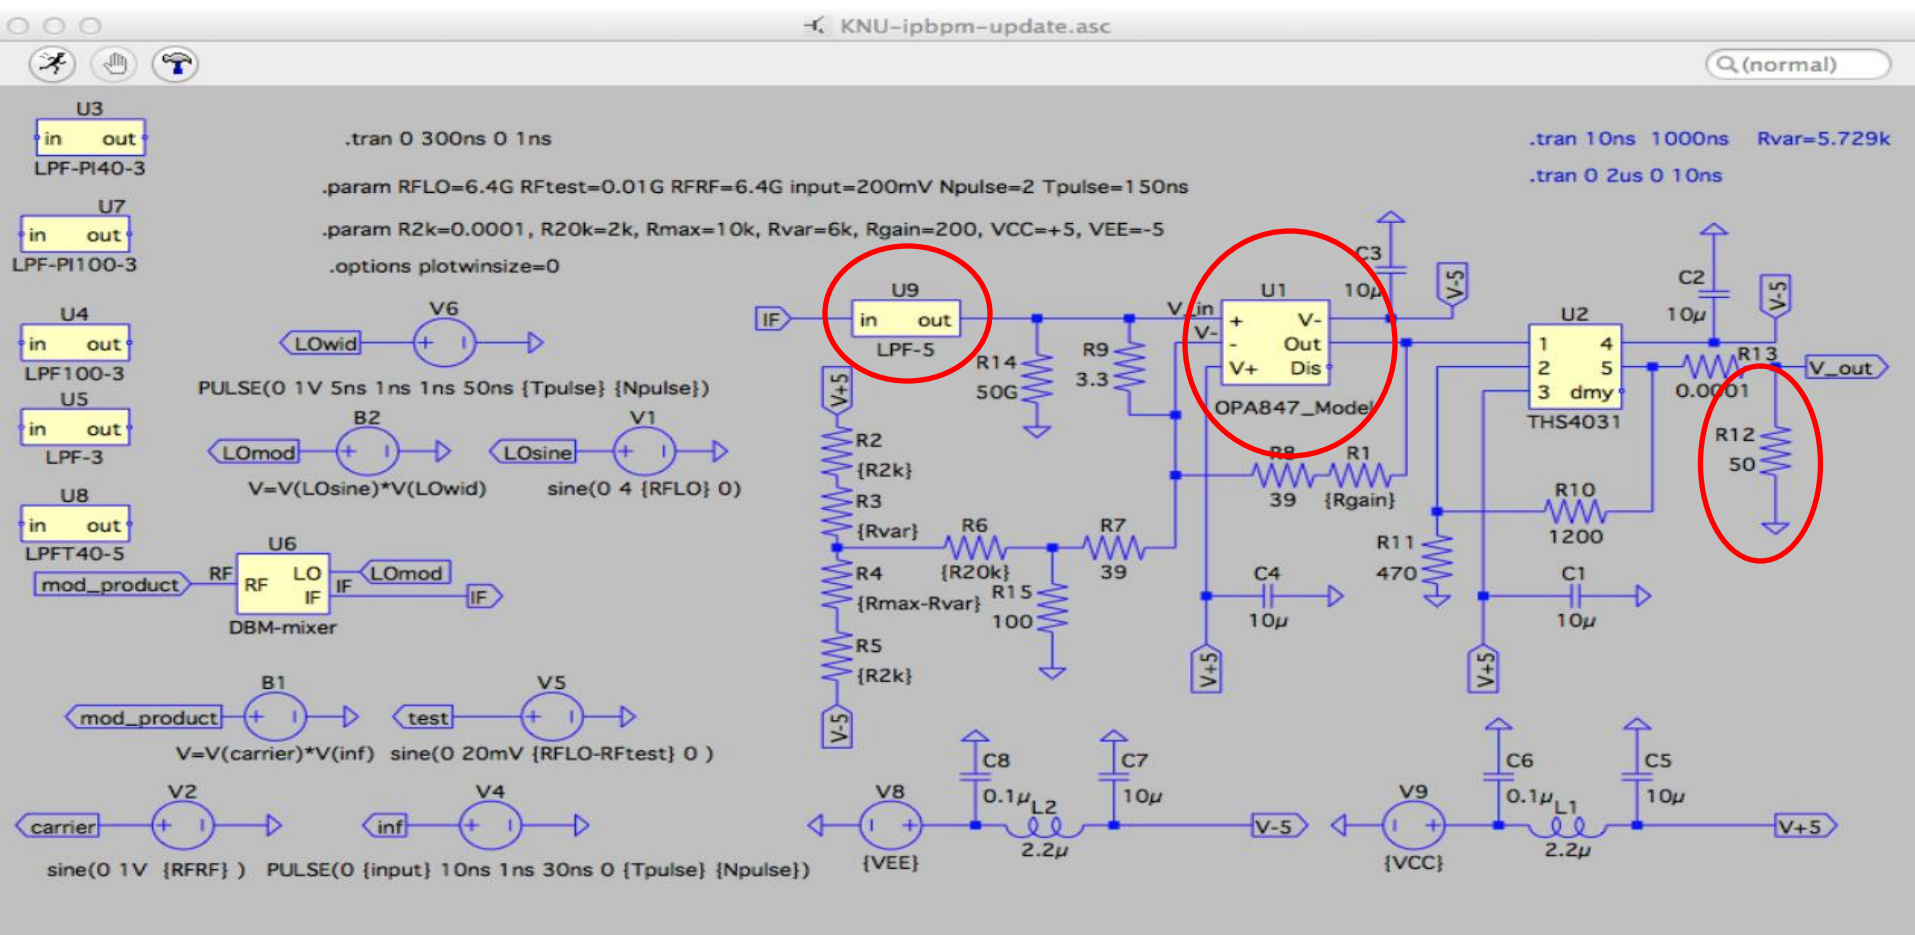 KNU-ipbpm-update.asc
(normal)
U3
in out
LPF-PI40-3
U7
in out
LPF-PI100-3
U4
in out
LPF100-3
U5
in out
LPF-3
U8
in out
LPFT40-5
.tran 0 300ns 0 1ns
.param RFLO=6.4G RFtest=0.01G RFRF=6.4G input=200mV Npulse=2 Tpulse=150ns
.param R2k=0.0001, R20k=2k, Rmax=10k, Rvar=6k, Rgain=200, VCC=+5, VEE=-5
.options plotwinsize=0
.tran 10ns 1000ns Rvar=5.729k
.tran 0 2us 0 10ns
V6
LOwid
PULSE(0 1V 5ns 1ns 1ns 50ns {Tpulse} {Npulse})
B2
LOmod
V=V(LOsine)*V(LOwid)
V1
LOsine
sine(0 4 {RFLO} 0)
U6
mod_product
RF
RF LO
IF
DBM-mixer
LOmod
IF
IF
B1
mod_product
V=V(carrier)*V(inf)
V5
test
sine(0 20mV {RFLO-RFtest} 0 )
V2
carrier
sine(0 1V {RFRF} )
V4
inf
PULSE(0 {input} 10ns 1ns 30ns 0 {Tpulse} {Npulse})
IF
U9
in out
LPF-5
R14
50G
R9
3.3
V_in
V-
U1
+ V-
- Out
V+ Dis
OPA847_Model
C3
10µ
V-5
U2
1 4
2 5
3 dmy
THS4031
C2
10µ
V-5
R13
0.0001
V_out
R12
50
V+5
R2
{R2k}
R3
{Rvar}
R4
{Rmax-Rvar}
R5
{R2k}
V-5
R6
{R20k}
R15
100
R7
39
R8
39
R1
{Rgain}
C4
10µ
V+5
R10
1200
R11
470
C1
10µ
V+5
V8
{VEE}
C8
0.1µ
L2
2.2µ
C7
10µ
V-5
V9
{VCC}
C6
0.1µ
L1
2.2µ
C5
10µ
V+5